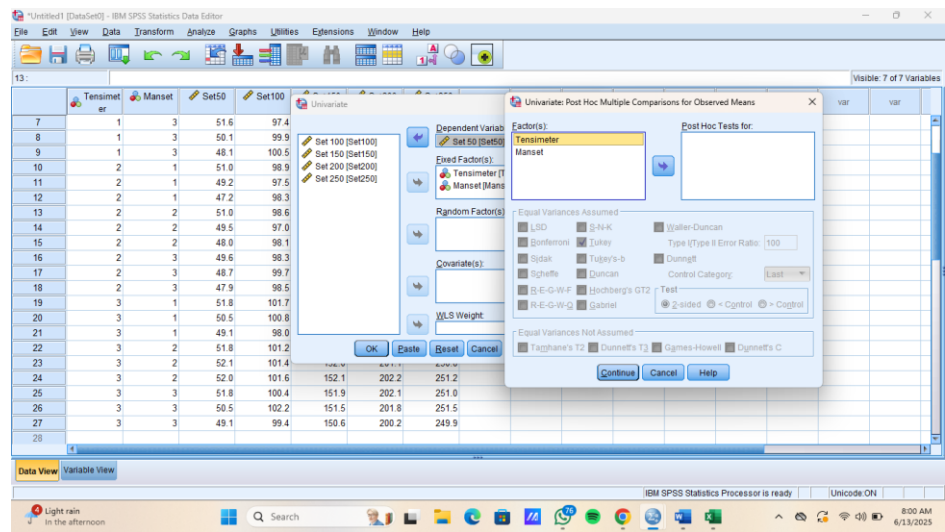 *Untitled1 [DataSet0] - IBM SPSS Statistics Data Editor
File Edit View Data Transform Analyze Graphs Utilities Extensions Window Help
13 :
Visible: 7 of 7 Variables
Tensimeter Manset Set50 Set100 var var
7 1 3 51.6 97.4
8 1 3 50.1 99.9
9 1 3 48.1 100.5
10 2 1 51.0 98.9
11 2 1 49.2 97.5
12 2 1 47.2 98.3
13 2 2 51.0 98.6
14 2 2 49.5 97.0
15 2 2 48.0 98.1
16 2 3 49.6 98.3
17 2 3 48.7 99.7
18 2 3 47.9 98.5
19 3 1 51.8 101.7
20 3 1 50.5 100.8
21 3 1 49.1 98.0
22 3 2 51.8 101.2
23 3 2 52.1 101.4
24 3 2 52.0 101.6 152.1 202.2 251.2
25 3 3 51.8 100.4 151.9 202.1 251.0
26 3 3 50.5 102.2 151.5 201.8 251.5
27 3 3 49.1 99.4 150.6 200.2 249.9
28
Univariate
Set 100 [Set100]
Set 150 [Set150]
Set 200 [Set200]
Set 250 [Set250]
Dependent Variab
Set 50 [Set50]
Fixed Factor(s):
Tensimeter [T
Manset [Mans
Random Factor(s)
Covariate(s):
WLS Weight:
OK Paste Reset Cancel
Univariate: Post Hoc Multiple Comparisons for Observed Means
Factor(s):
Tensimeter
Manset
Post Hoc Tests for:
Equal Variances Assumed
LSD S-N-K Waller-Duncan
Bonferroni Tukey Type I/Type II Error Ratio: 100
Sidak Tukey's-b Dunnett
Scheffe Duncan Control Category: Last
R-E-G-W-F Hochberg's GT2 Test
R-E-G-W-Q Gabriel 2-sided < Control > Control
Equal Variances Not Assumed
Tamhane's T2 Dunnett's T3 Games-Howell Dunnett's C
Continue Cancel Help
Data View Variable View
IBM SPSS Statistics Processor is ready Unicode:ON
4 Light rain
In the afternoon
Search
8:00 AM
6/13/2025